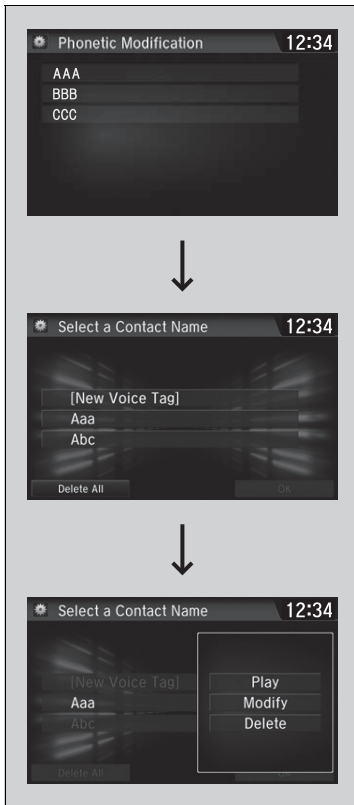 Phonetic Modification 12:34
AAA
BBB
CCC
Select a Contact Name 12:34
[New Voice Tag]
Aaa
Abc
Delete All OK
Select a Contact Name 12:34
[New Voice Tag] Play
Aaa Modify
Abc Delete
Delete All OK